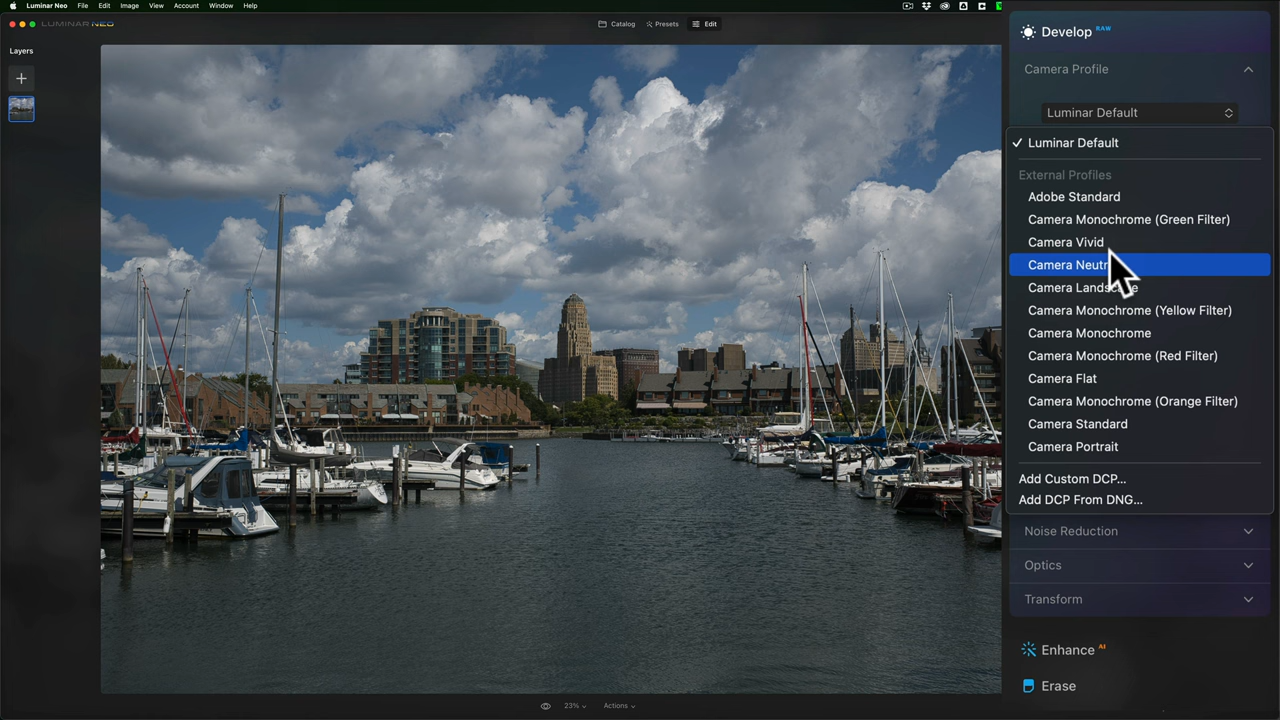 Luminar Neo File Edit Image View Account Window Help
LUMINAR NEO
Catalog Presets Edit
Layers
Develop RAW
Camera Profile
Luminar Default
Luminar Default
External Profiles
Adobe Standard
Camera Monochrome (Green Filter)
Camera Vivid
Camera Neutr
Camera Landscape
Camera Monochrome (Yellow Filter)
Camera Monochrome
Camera Monochrome (Red Filter)
Camera Flat
Camera Monochrome (Orange Filter)
Camera Standard
Camera Portrait
Add Custom DCP...
Add DCP From DNG...
Noise Reduction
Optics
Transform
Enhance AI
Erase
23% Actions